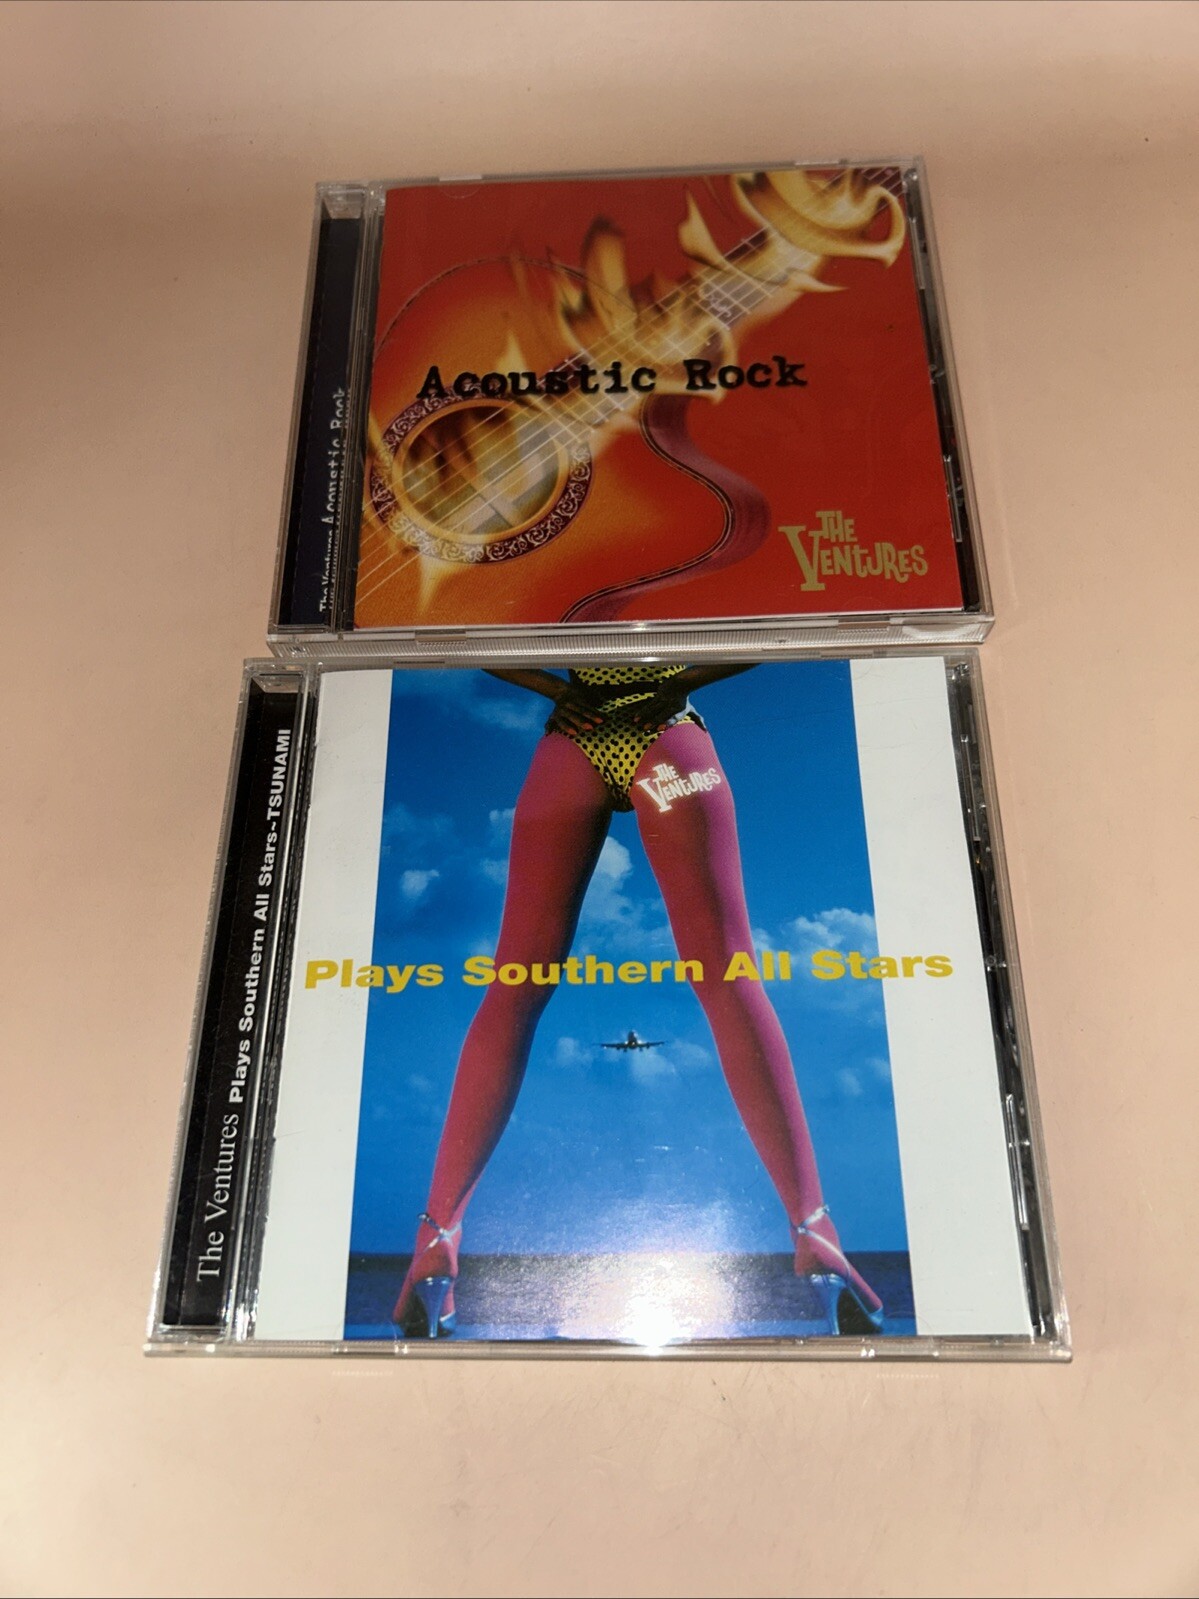 Acoustic Rock
THE
VENTURES
The Ventures Acoustic Rock
THE
VENTURES
Plays Southern All Stars
The Ventures Plays Southern All Stars~TSUNAMI